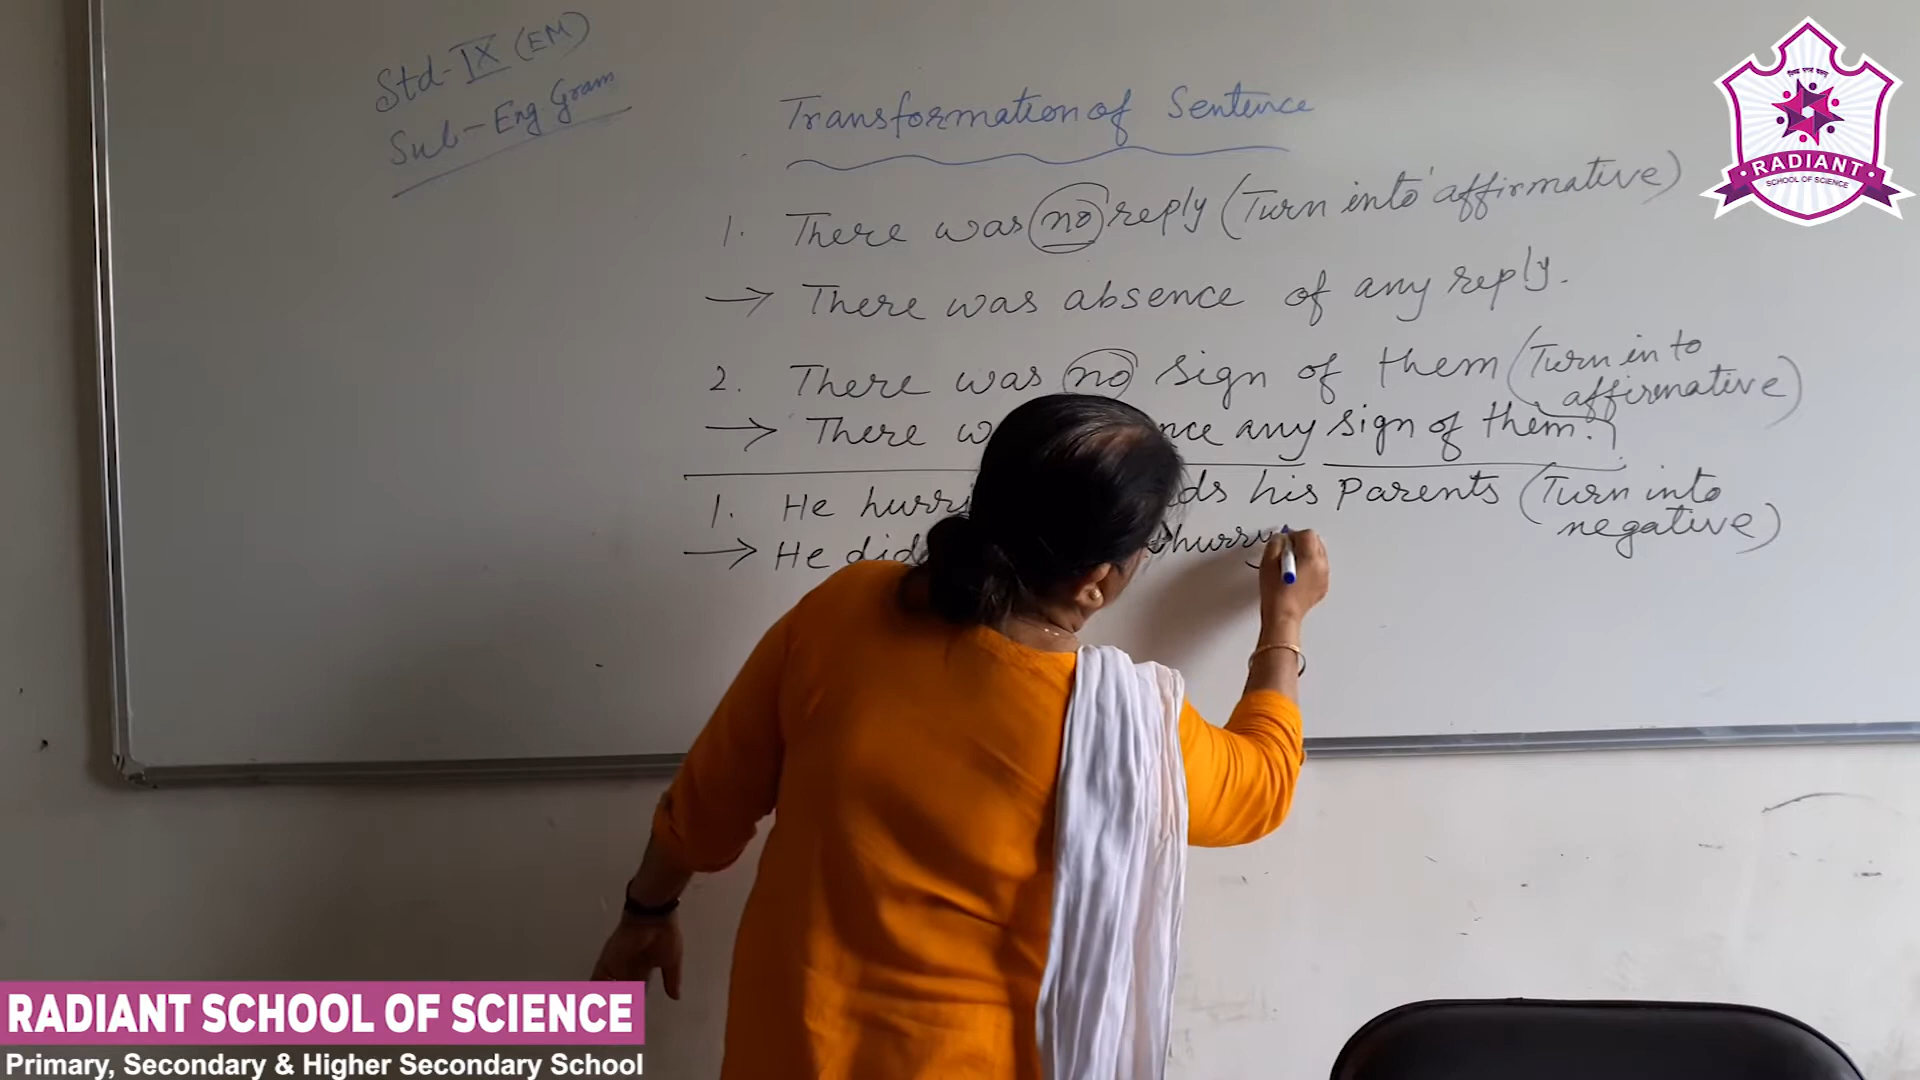 Std-IX (EM)
Sub-Eng Gram
Transformation of Sentence
1. There was no reply (Turn into affirmative)
→ There was absence of any reply.
2. There was no sign of them (Turn in to
affirmative)
→ There any sign of them.
1. He his Parents (Turn into
negative)
→ He
RADIANT
SCHOOL OF SCIENCE
RADIANT SCHOOL OF SCIENCE
Primary, Secondary & Higher Secondary School